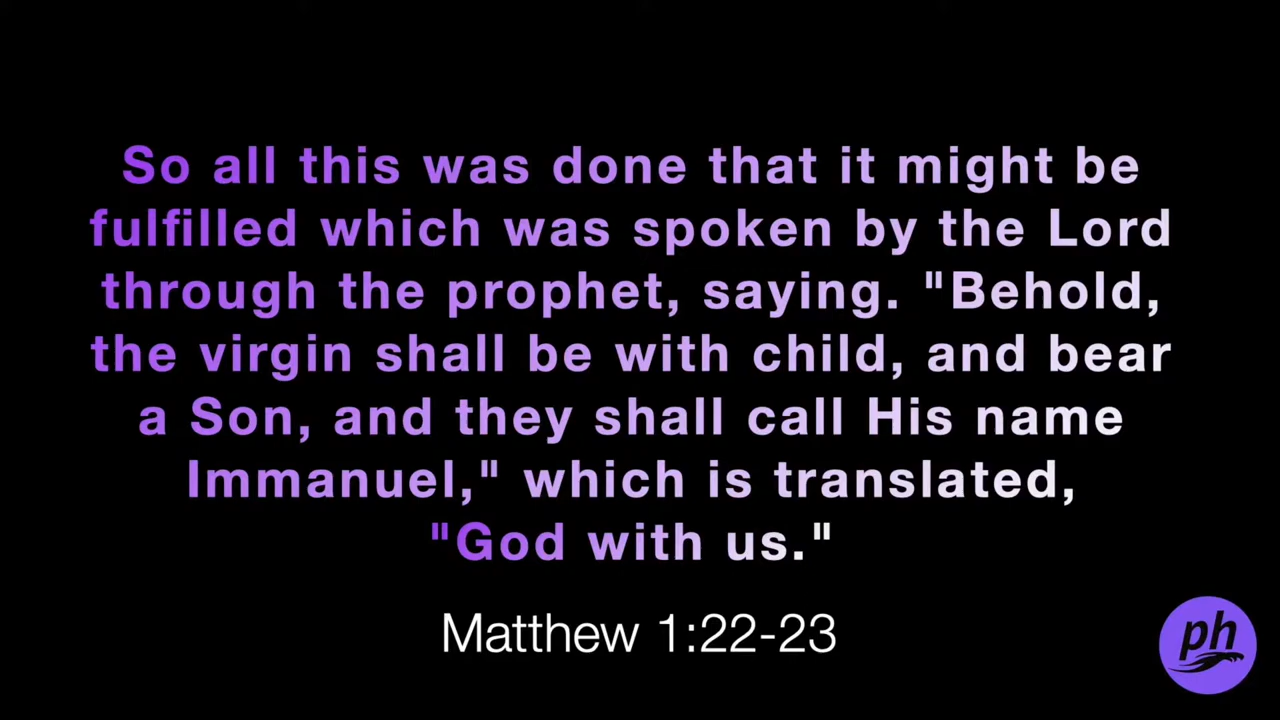 So all this was done that it might be
fulfilled which was spoken by the Lord
through the prophet, saying. "Behold,
the virgin shall be with child, and bear
a Son, and they shall call His name
Immanuel," which is translated,
"God with us."
Matthew 1:22-23
ph